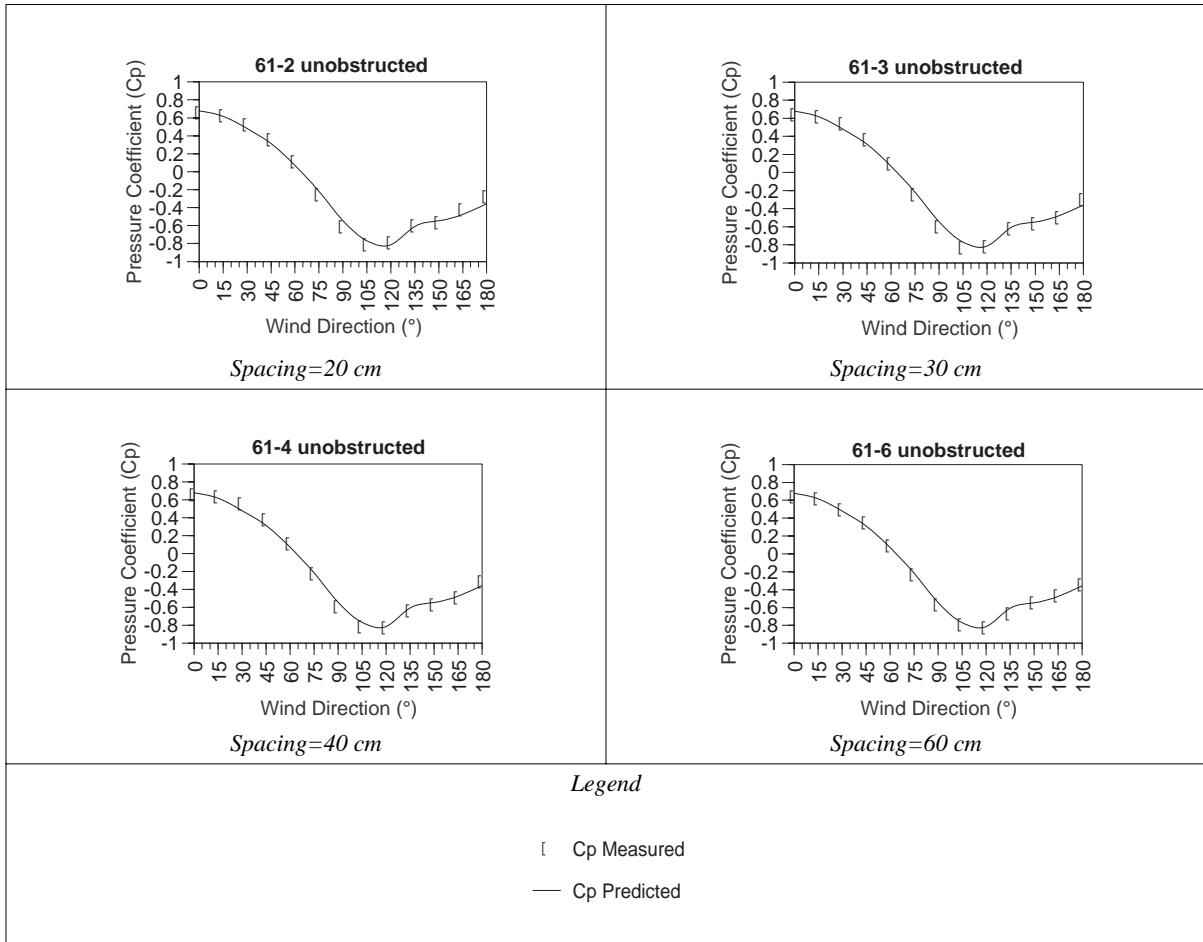 61-2 unobstructed
Pressure Coefficient (Cp)
1
0.8
0.6
0.4
0.2
0
-0.2
-0.4
-0.6
-0.8
-1
0 15 30 45 60 75 90 105 120 135 150 165 180
Wind Direction (°)
Spacing=20 cm
61-3 unobstructed
Pressure Coefficient (Cp)
1
0.8
0.6
0.4
0.2
0
-0.2
-0.4
-0.6
-0.8
-1
0 15 30 45 60 75 90 105 120 135 150 165 180
Wind Direction (°)
Spacing=30 cm
61-4 unobstructed
Pressure Coefficient (Cp)
1
0.8
0.6
0.4
0.2
0
-0.2
-0.4
-0.6
-0.8
-1
0 15 30 45 60 75 90 105 120 135 150 165 180
Wind Direction (°)
Spacing=40 cm
61-6 unobstructed
Pressure Coefficient (Cp)
1
0.8
0.6
0.4
0.2
0
-0.2
-0.4
-0.6
-0.8
-1
0 15 30 45 60 75 90 105 120 135 150 165 180
Wind Direction (°)
Spacing=60 cm
Legend
Cp Measured
Cp Predicted